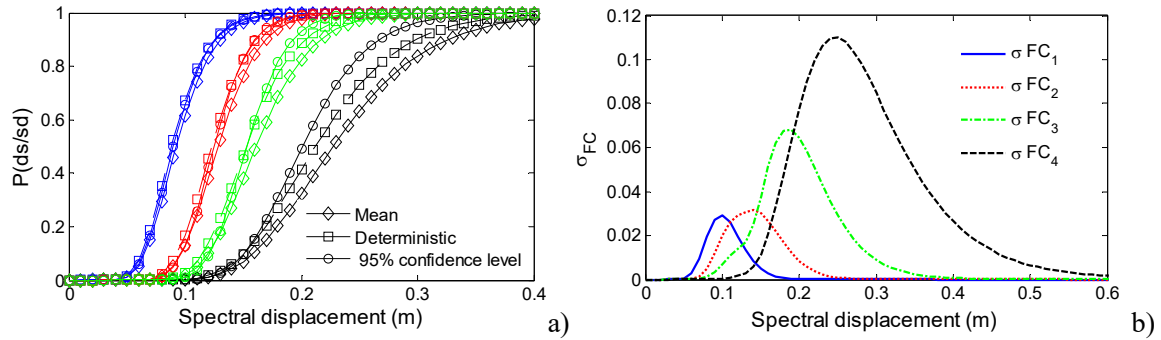 1
0.8
0.6
0.4
0.2
0
P(ds/sd)
Mean
Deterministic
95% confidence level
0 0.1 0.2 0.3 0.4
Spectral displacement (m)
a)
0.12
0.1
0.08
0.06
0.04
0.02
0
σFC
σ FC1
σ FC2
σ FC3
σ FC4
0 0.1 0.2 0.3 0.4 0.5 0.6
Spectral displacement (m)
b)